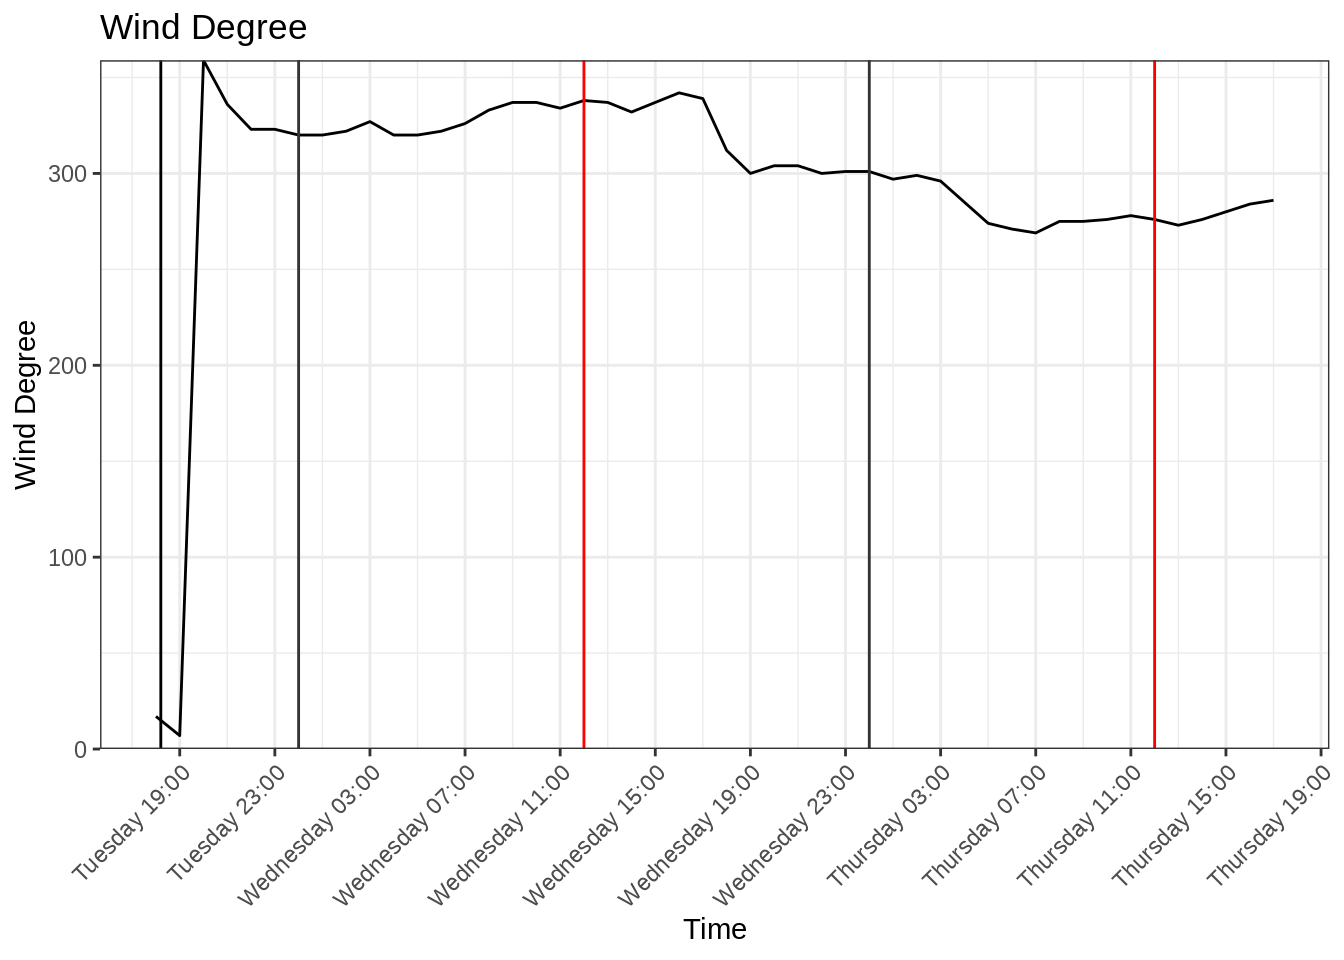 Wind Degree
Wind Degree
300
200
100
0
Tuesday 19:00
Tuesday 23:00
Wednesday 03:00
Wednesday 07:00
Wednesday 11:00
Wednesday 15:00
Wednesday 19:00
Wednesday 23:00
Thursday 03:00
Thursday 07:00
Thursday 11:00
Thursday 15:00
Thursday 19:00
Time